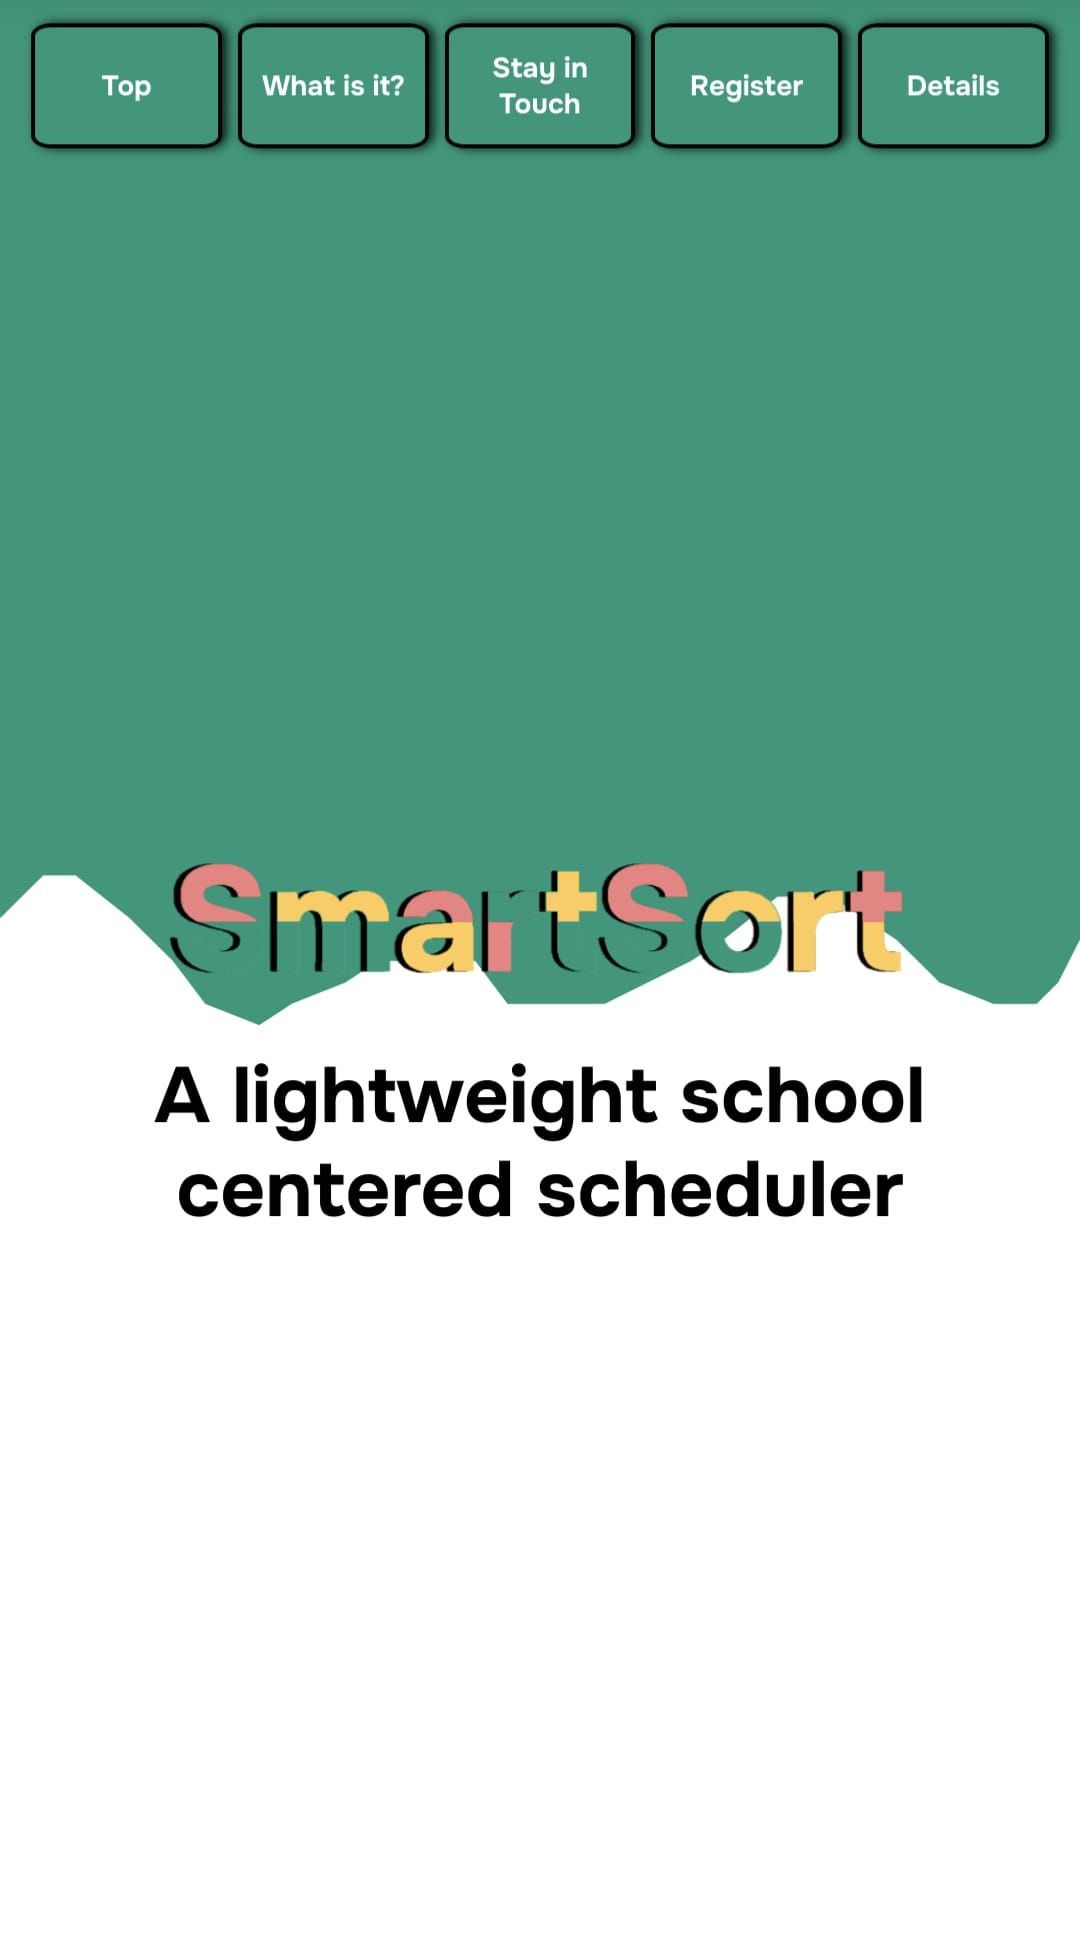 Top
What is it?
Stay in
Touch
Register
Details
SmartSort
A lightweight school
centered scheduler